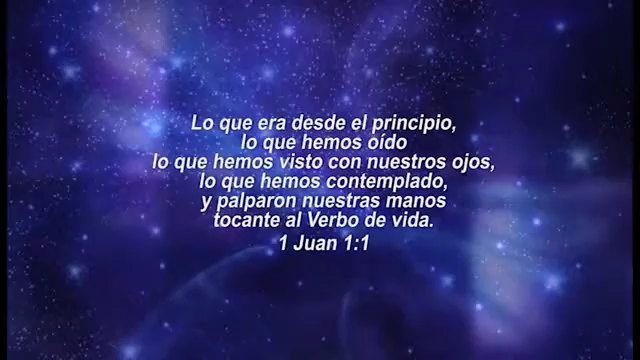 Lo que era desde el principio,
lo que hemos oído
lo que hemos visto con nuestros ojos,
lo que hemos contemplado,
y palparon nuestras manos
tocante al Verbo de vida.
1 Juan 1:1